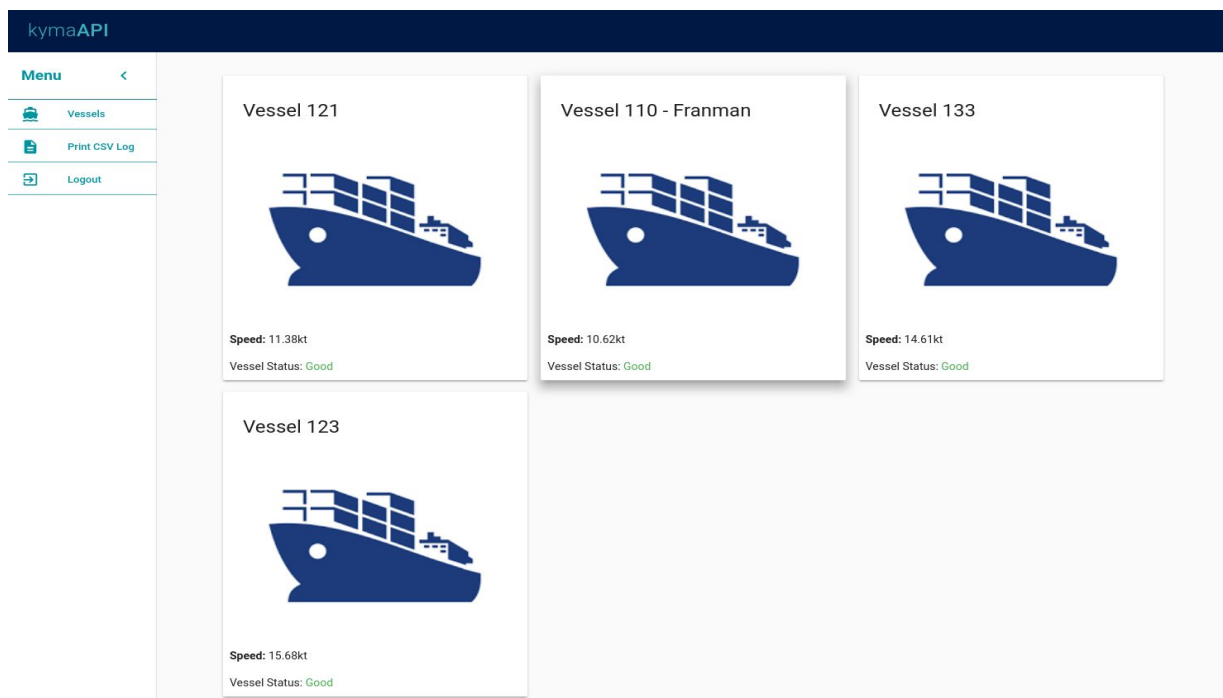 kymaAPI
Menu <
Vessels
Print CSV Log
Logout
Vessel 121
Speed: 11.38kt
Vessel Status: Good
Vessel 110 - Franman
Speed: 10.62kt
Vessel Status: Good
Vessel 133
Speed: 14.61kt
Vessel Status: Good
Vessel 123
Speed: 15.68kt
Vessel Status: Good